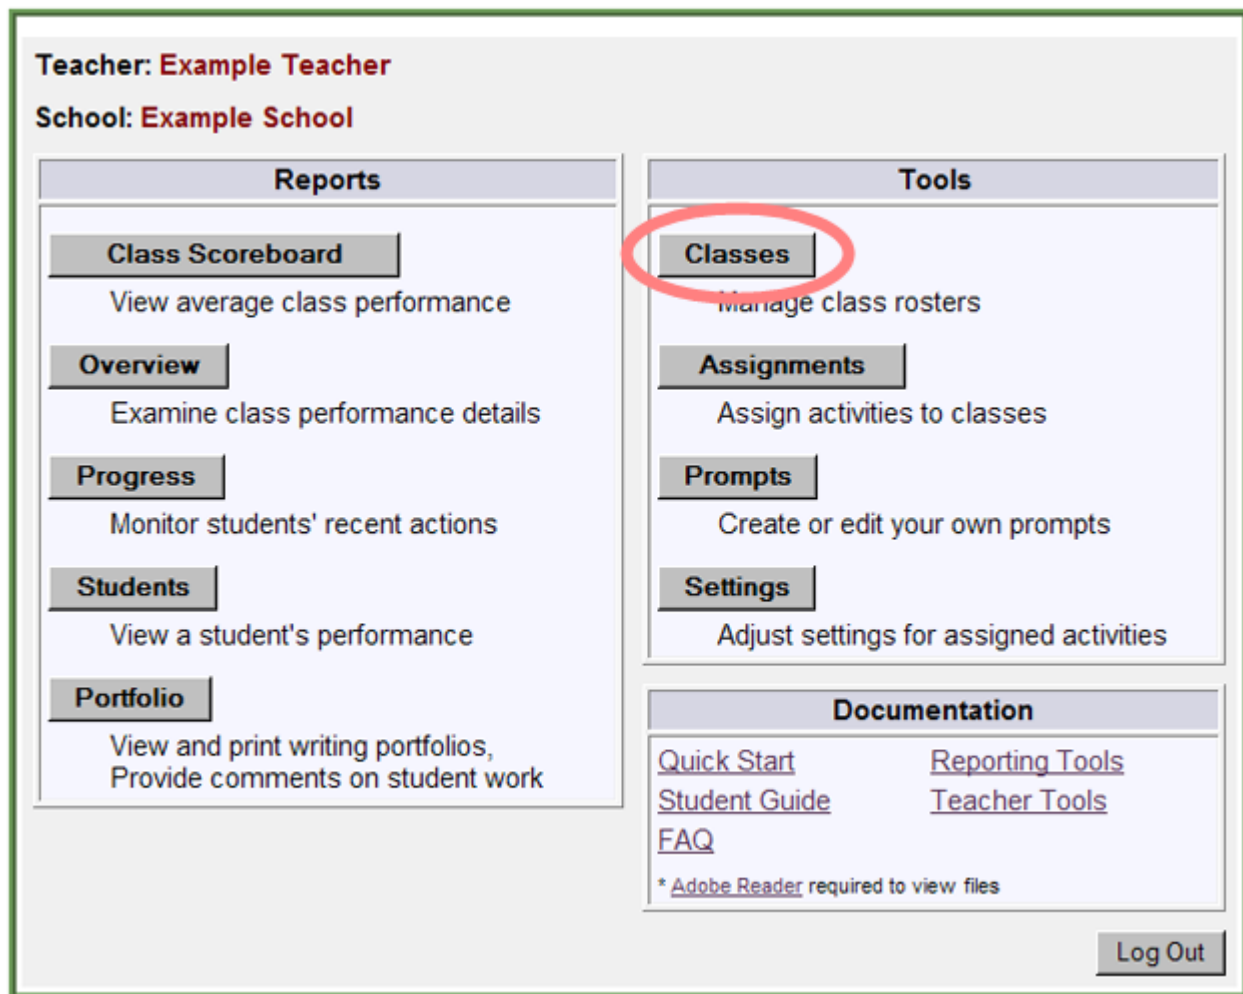 Teacher: Example Teacher
School: Example School
Reports
Class Scoreboard
View average class performance
Overview
Examine class performance details
Progress
Monitor students' recent actions
Students
View a student's performance
Portfolio
View and print writing portfolios,
Provide comments on student work
Tools
Classes
Manage class rosters
Assignments
Assign activities to classes
Prompts
Create or edit your own prompts
Settings
Adjust settings for assigned activities
Documentation
Quick Start
Reporting Tools
Student Guide
Teacher Tools
FAQ
* Adobe Reader required to view files
Log Out